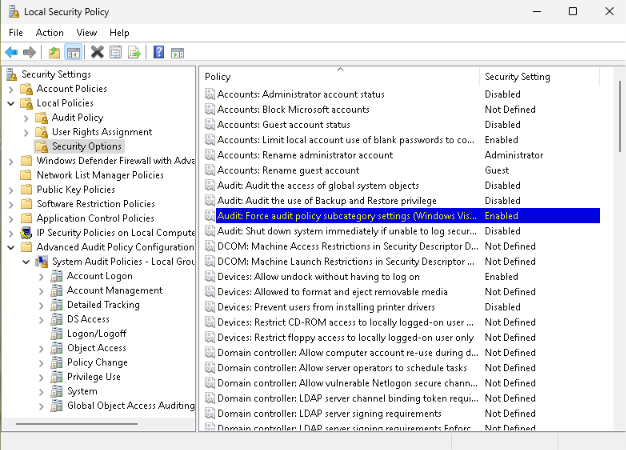 Local Security Policy
File Action View Help
Security Settings
Account Policies
Local Policies
Audit Policy
User Rights Assignment
Security Options
Windows Defender Firewall with Adva
Network List Manager Policies
Public Key Policies
Software Restriction Policies
Application Control Policies
IP Security Policies on Local Compute
Advanced Audit Policy Configuration
System Audit Policies - Local Grou
Account Logon
Account Management
Detailed Tracking
DS Access
Logon/Logoff
Object Access
Policy Change
Privilege Use
System
Global Object Access Auditing
Policy Security Setting
Accounts: Administrator account status Disabled
Accounts: Block Microsoft accounts Not Defined
Accounts: Guest account status Disabled
Accounts: Limit local account use of blank passwords to co... Enabled
Accounts: Rename administrator account Administrator
Accounts: Rename guest account Guest
Audit: Audit the access of global system objects Disabled
Audit: Audit the use of Backup and Restore privilege Disabled
Audit: Force audit policy subcategory settings (Windows Vis... Enabled
Audit: Shut down system immediately if unable to log secur... Disabled
DCOM: Machine Access Restrictions in Security Descriptor D... Not Defined
DCOM: Machine Launch Restrictions in Security Descriptor ... Not Defined
Devices: Allow undock without having to log on Enabled
Devices: Allowed to format and eject removable media Not Defined
Devices: Prevent users from installing printer drivers Disabled
Devices: Restrict CD-ROM access to locally logged-on user ... Not Defined
Devices: Restrict floppy access to locally logged-on user only Not Defined
Domain controller: Allow computer account re-use during d... Not Defined
Domain controller: Allow server operators to schedule tasks Not Defined
Domain controller: Allow vulnerable Netlogon secure chann... Not Defined
Domain controller: LDAP server channel binding token requi... Not Defined
Domain controller: LDAP server signing requirements Not Defined
Domain controller: LDAP server signing requirements Enforc... Not Defined